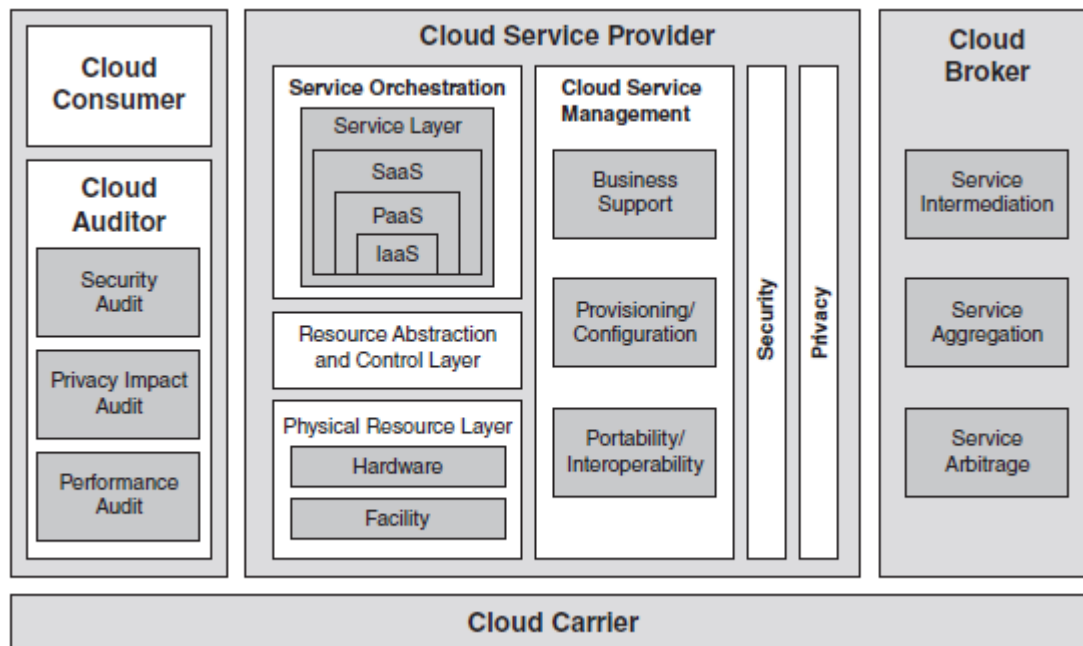 Cloud
Consumer
Cloud
Auditor
Security
Audit
Privacy Impact
Audit
Performance
Audit
Cloud Service Provider
Service Orchestration
Service Layer
SaaS
PaaS
IaaS
Resource Abstraction
and Control Layer
Physical Resource Layer
Hardware
Facility
Cloud Service
Management
Business
Support
Provisioning/
Configuration
Portability/
Interoperability
Security
Privacy
Cloud
Broker
Service
Intermediation
Service
Aggregation
Service
Arbitrage
Cloud Carrier